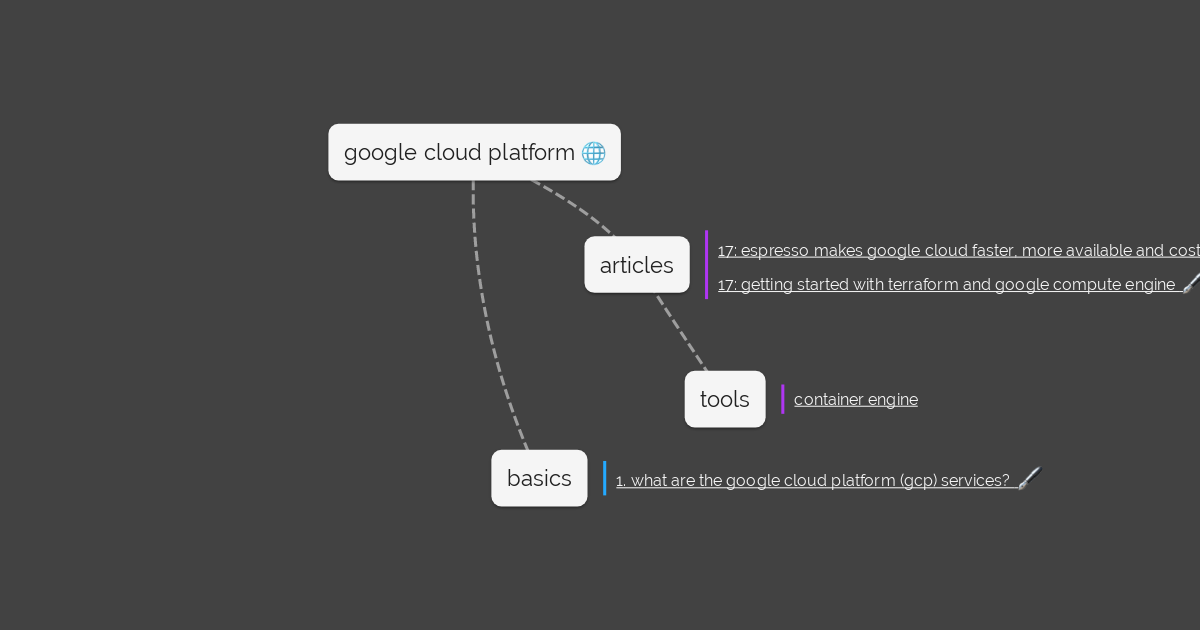 google cloud platform 🌐
articles
17: espresso makes google cloud faster, more available and cost
17: getting started with terraform and google compute engine 🖌️
tools
container engine
basics
1. what are the google cloud platform (gcp) services? 🖌️